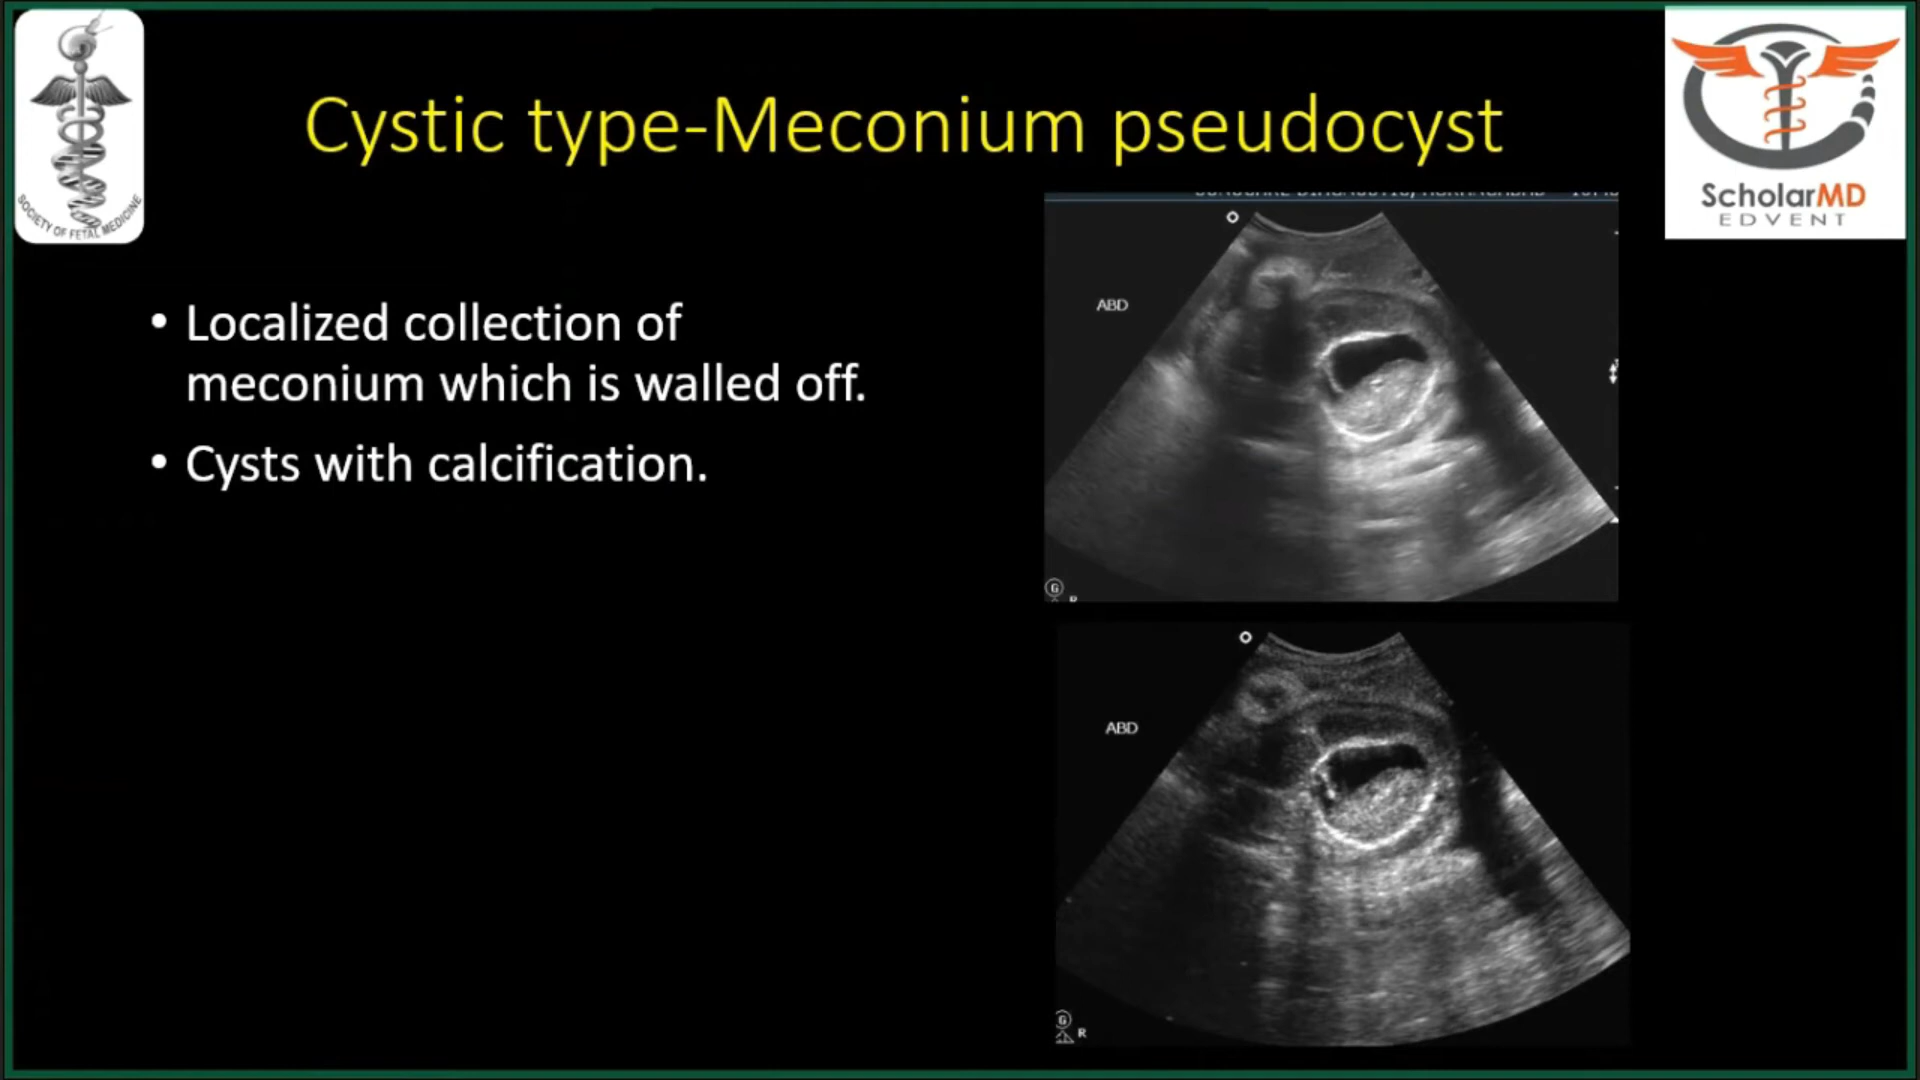 Cystic type-Meconium pseudocyst
SOCIETY OF FETAL MEDICINE
ScholarMD
EDVENT
• Localized collection of
meconium which is walled off.
• Cysts with calcification.
ABD
G
R
ABD
G
R